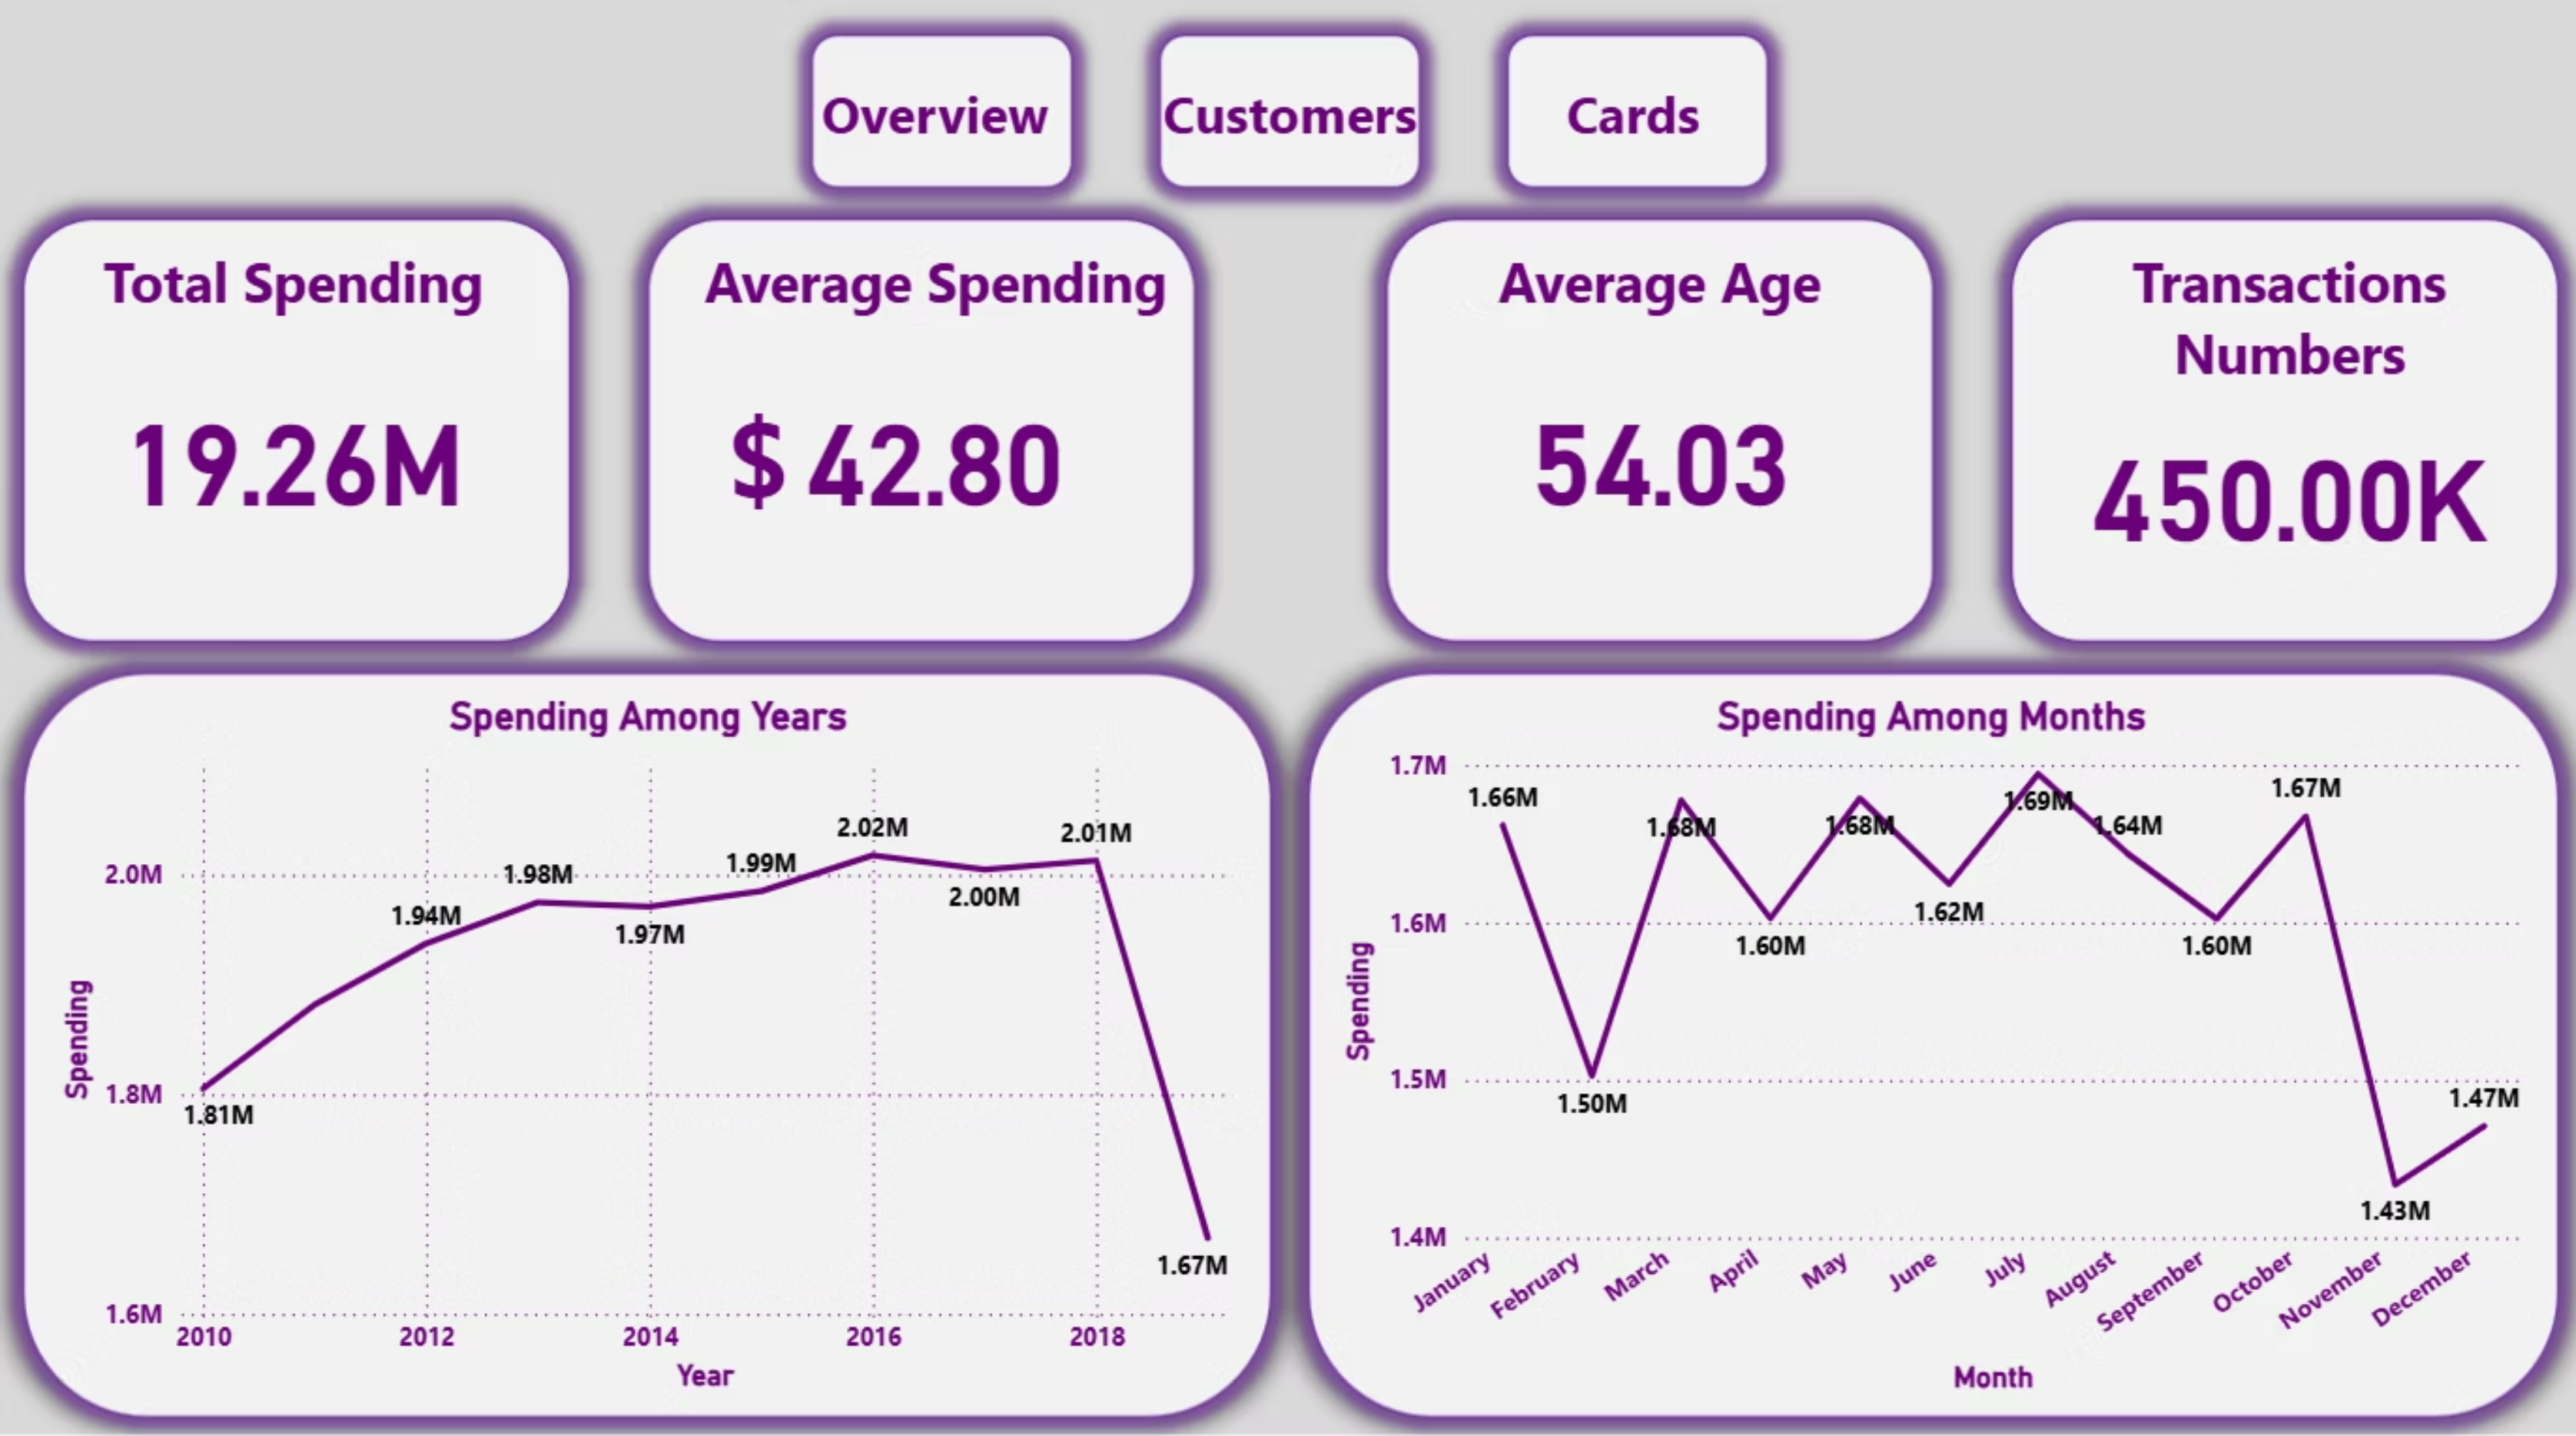 Overview
Customers
Cards
Total Spending
19.26M
Average Spending
$ 42.80
Average Age
54.03
Transactions
Numbers
450.00K
Spending Among Years
Spending
2.0M
1.8M
1.6M
1.81M
1.94M
1.98M
1.97M
1.99M
2.02M
2.00M
2.01M
1.67M
2010
2012
2014
2016
2018
Year
Spending Among Months
Spending
1.7M
1.6M
1.5M
1.4M
1.66M
1.50M
1.68M
1.60M
1.68M
1.62M
1.69M
1.64M
1.60M
1.67M
1.43M
1.47M
January
February
March
April
May
June
July
August
September
October
November
December
Month